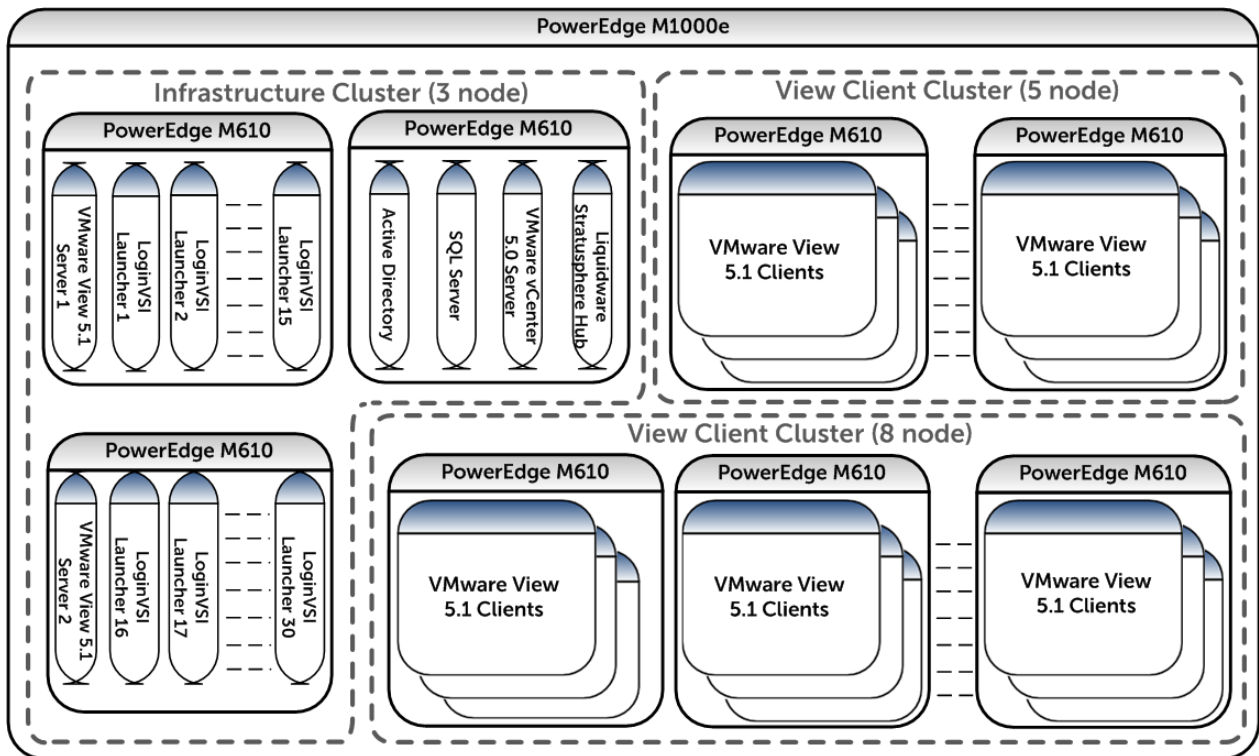 PowerEdge M1000e
Infrastructure Cluster (3 node)
PowerEdge M610
VMware View 5.1
Server 1
LoginVSI
Launcher 1
LoginVSI
Launcher 2
LoginVSI
Launcher 15
PowerEdge M610
Active Directory
SQL Server
VMware vCenter
5.0 Server
Liquidware
Stratusphere Hub
PowerEdge M610
VMware View 5.1
Server 2
LoginVSI
Launcher 16
LoginVSI
Launcher 17
LoginVSI
Launcher 30
View Client Cluster (5 node)
PowerEdge M610
VMware View
5.1 Clients
PowerEdge M610
VMware View
5.1 Clients
View Client Cluster (8 node)
PowerEdge M610
VMware View
5.1 Clients
PowerEdge M610
VMware View
5.1 Clients
PowerEdge M610
VMware View
5.1 Clients